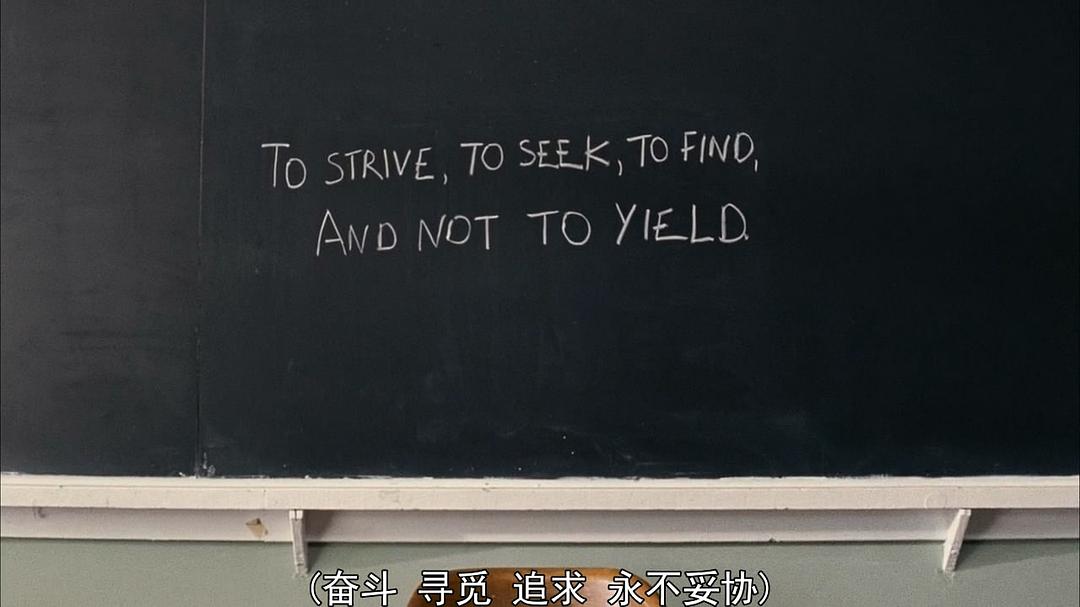 TO STRIVE, TO SEEK, TO FIND,
AND NOT TO YIELD.
(奋斗 寻觅 追求 永不妥协)